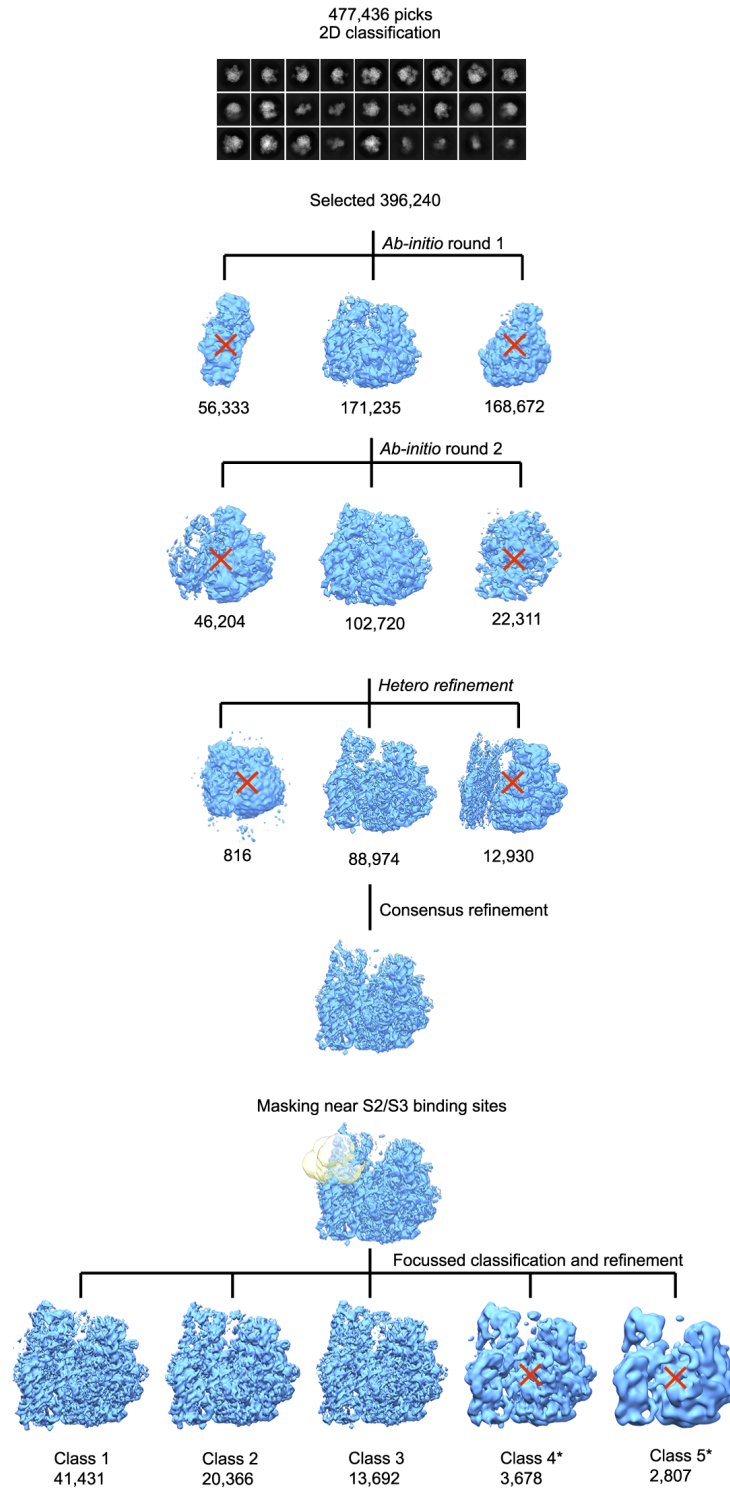 477,436 picks
2D classification
Selected 396,240
Ab-initio round 1
56,333
171,235
168,672
Ab-initio round 2
46,204
102,720
22,311
Hetero refinement
816
88,974
12,930
Consensus refinement
Masking near S2/S3 binding sites
Focussed classification and refinement
Class 1
41,431
Class 2
20,366
Class 3
13,692
Class 4*
3,678
Class 5*
2,807